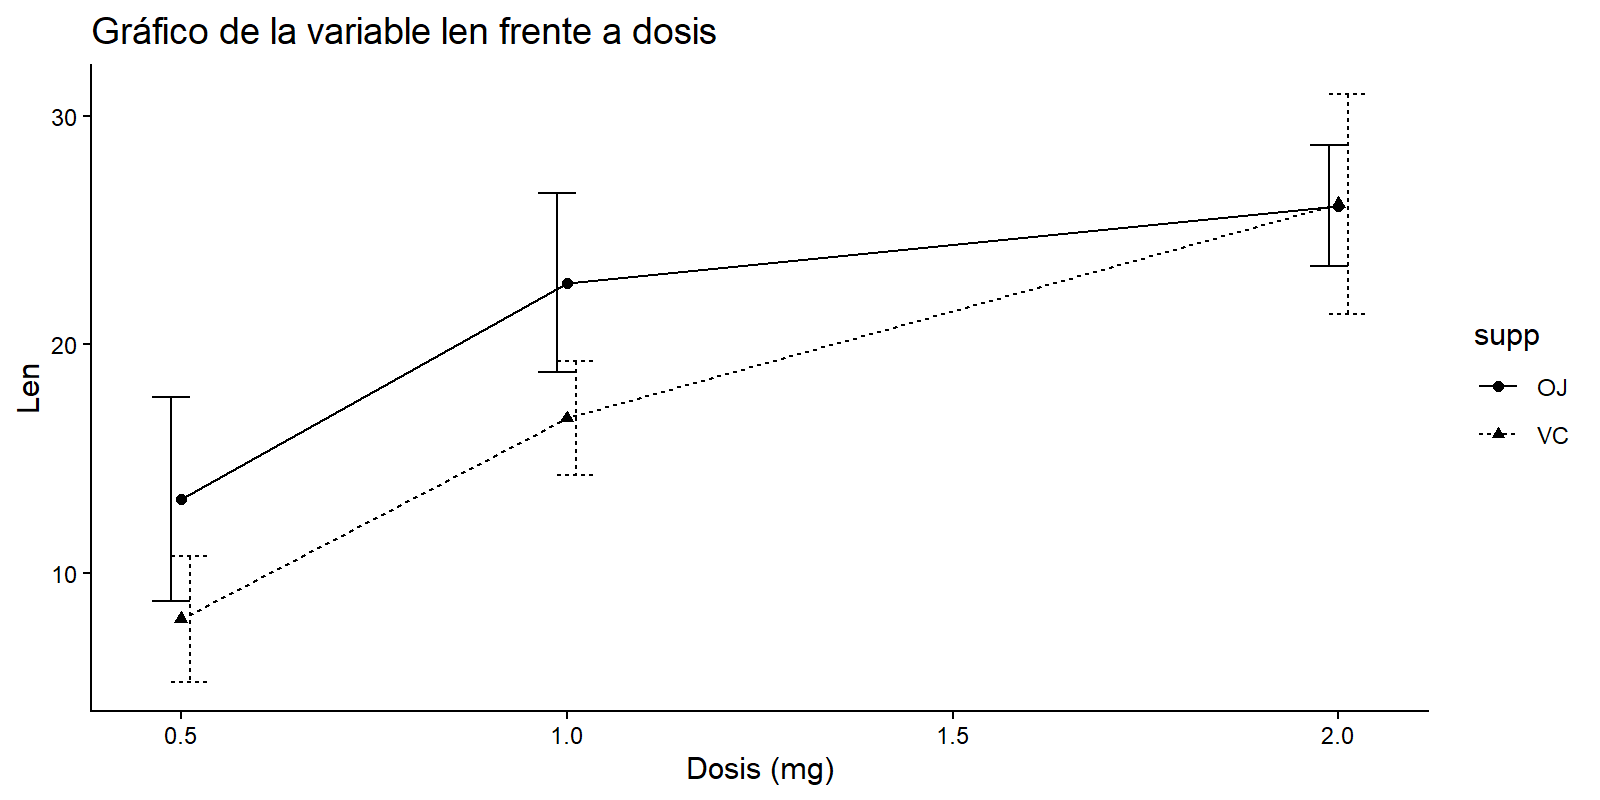 Gráfico de la variable len frente a dosis
30
20
10
Len
0.5 1.0 1.5 2.0
Dosis (mg)
supp
OJ
VC